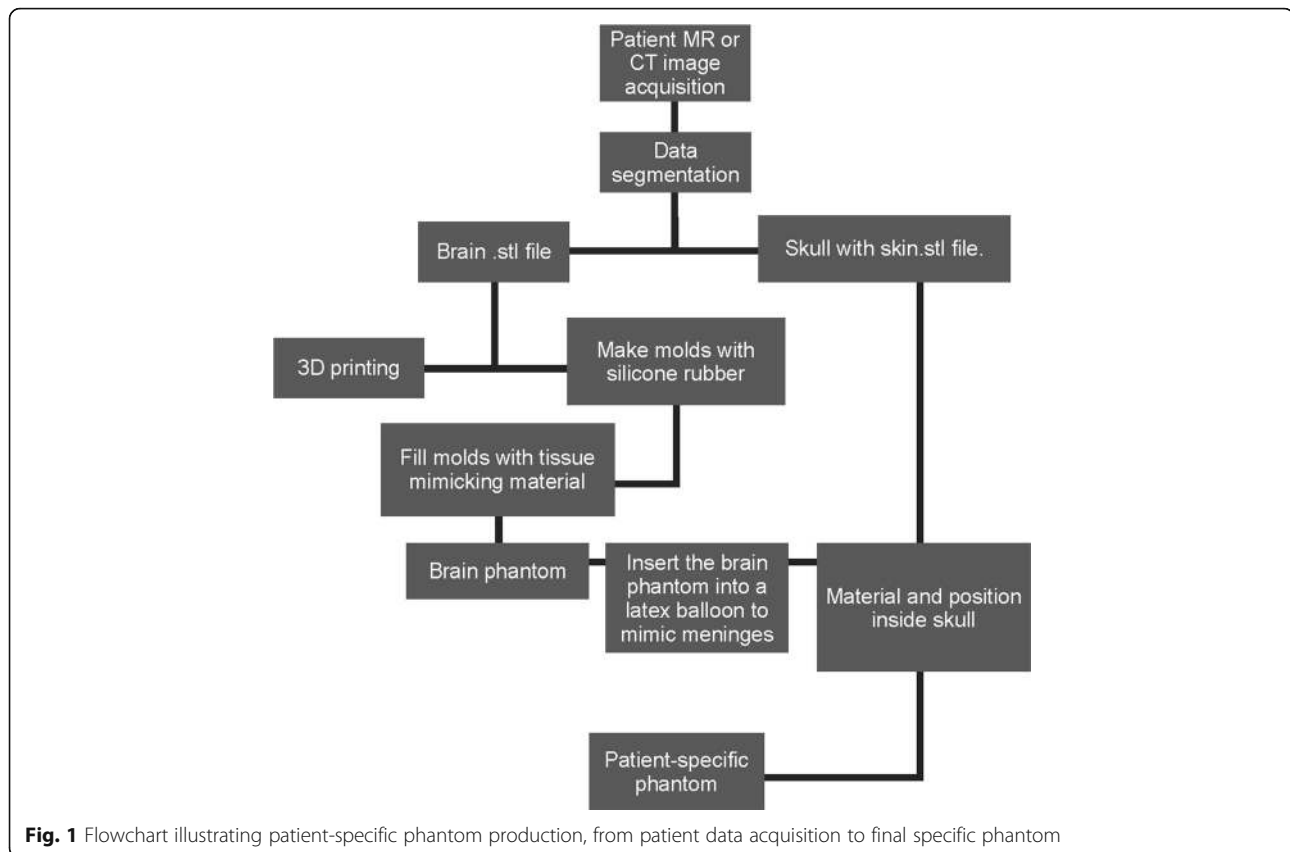 Patient MR or
CT image
acquisition
Data
segmentation
Brain .stl file
Skull with skin.stl file.
3D printing
Make molds with
silicone rubber
Fill molds with tissue
mimicking material
Brain phantom
Insert the brain
phantom into a
latex balloon to
mimic meninges
Material and position
inside skull
Patient-specific
phantom
Fig. 1 Flowchart illustrating patient-specific phantom production, from patient data acquisition to final specific phantom